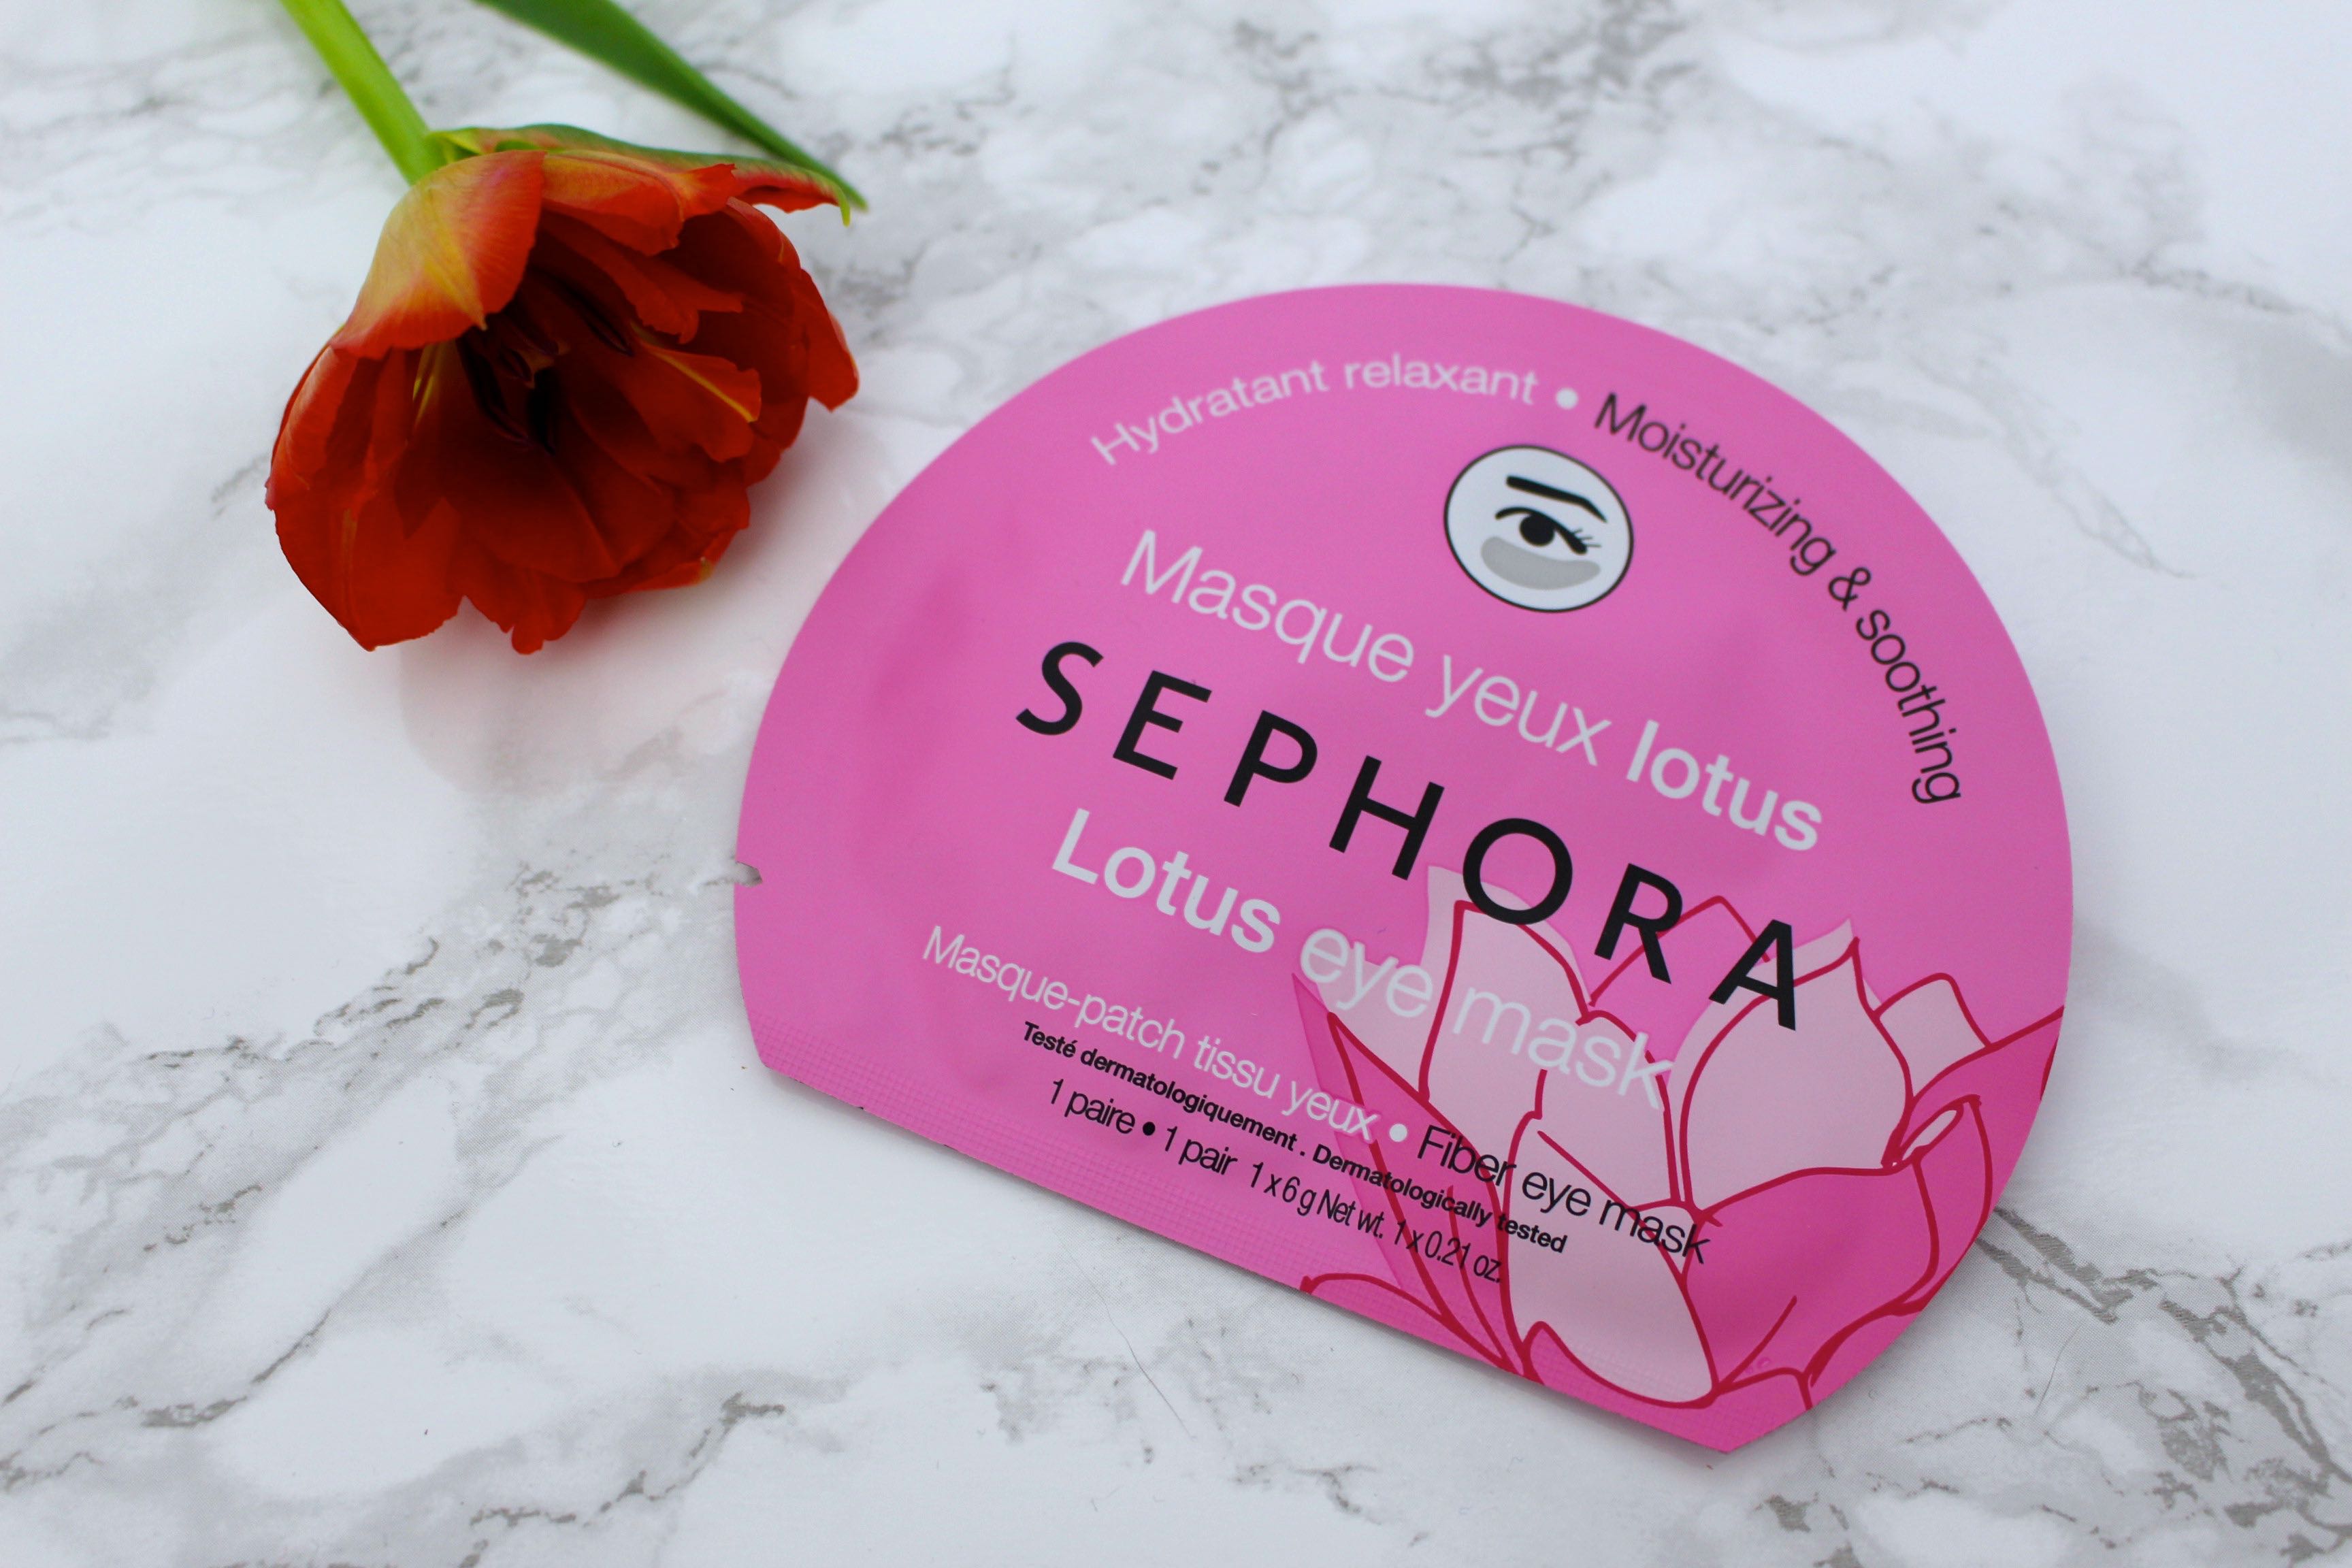 Hydratant relaxant • Moisturizing & soothing
Masque yeux lotus
SEPHORA
Lotus eye mask
Masque-patch tissu yeux • Fiber eye mask
Testé dermatologiquement . Dermatologically tested
1 paire • 1 pair 1 x 6 g Net wt. 1 x 0.21 oz.